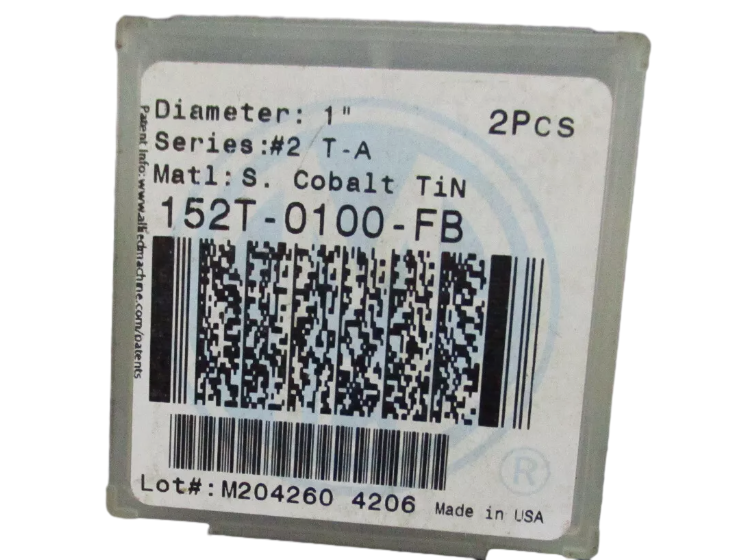 Diameter: 1" 2Pcs
Series:#2 T-A
Matl: S. Cobalt TiN
152T-0100-FB
Patent Info: www.alliedmachine.com/patents
®
Lot#: M204260 4206 Made in USA